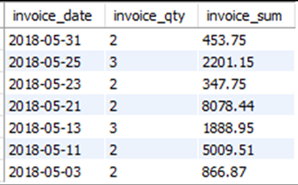 invoice_date invoice_qty invoice_sum
2018-05-31 2 453.75
2018-05-25 3 2201.15
2018-05-23 2 347.75
2018-05-21 2 8078.44
2018-05-13 3 1888.95
2018-05-11 2 5009.51
2018-05-03 2 866.87